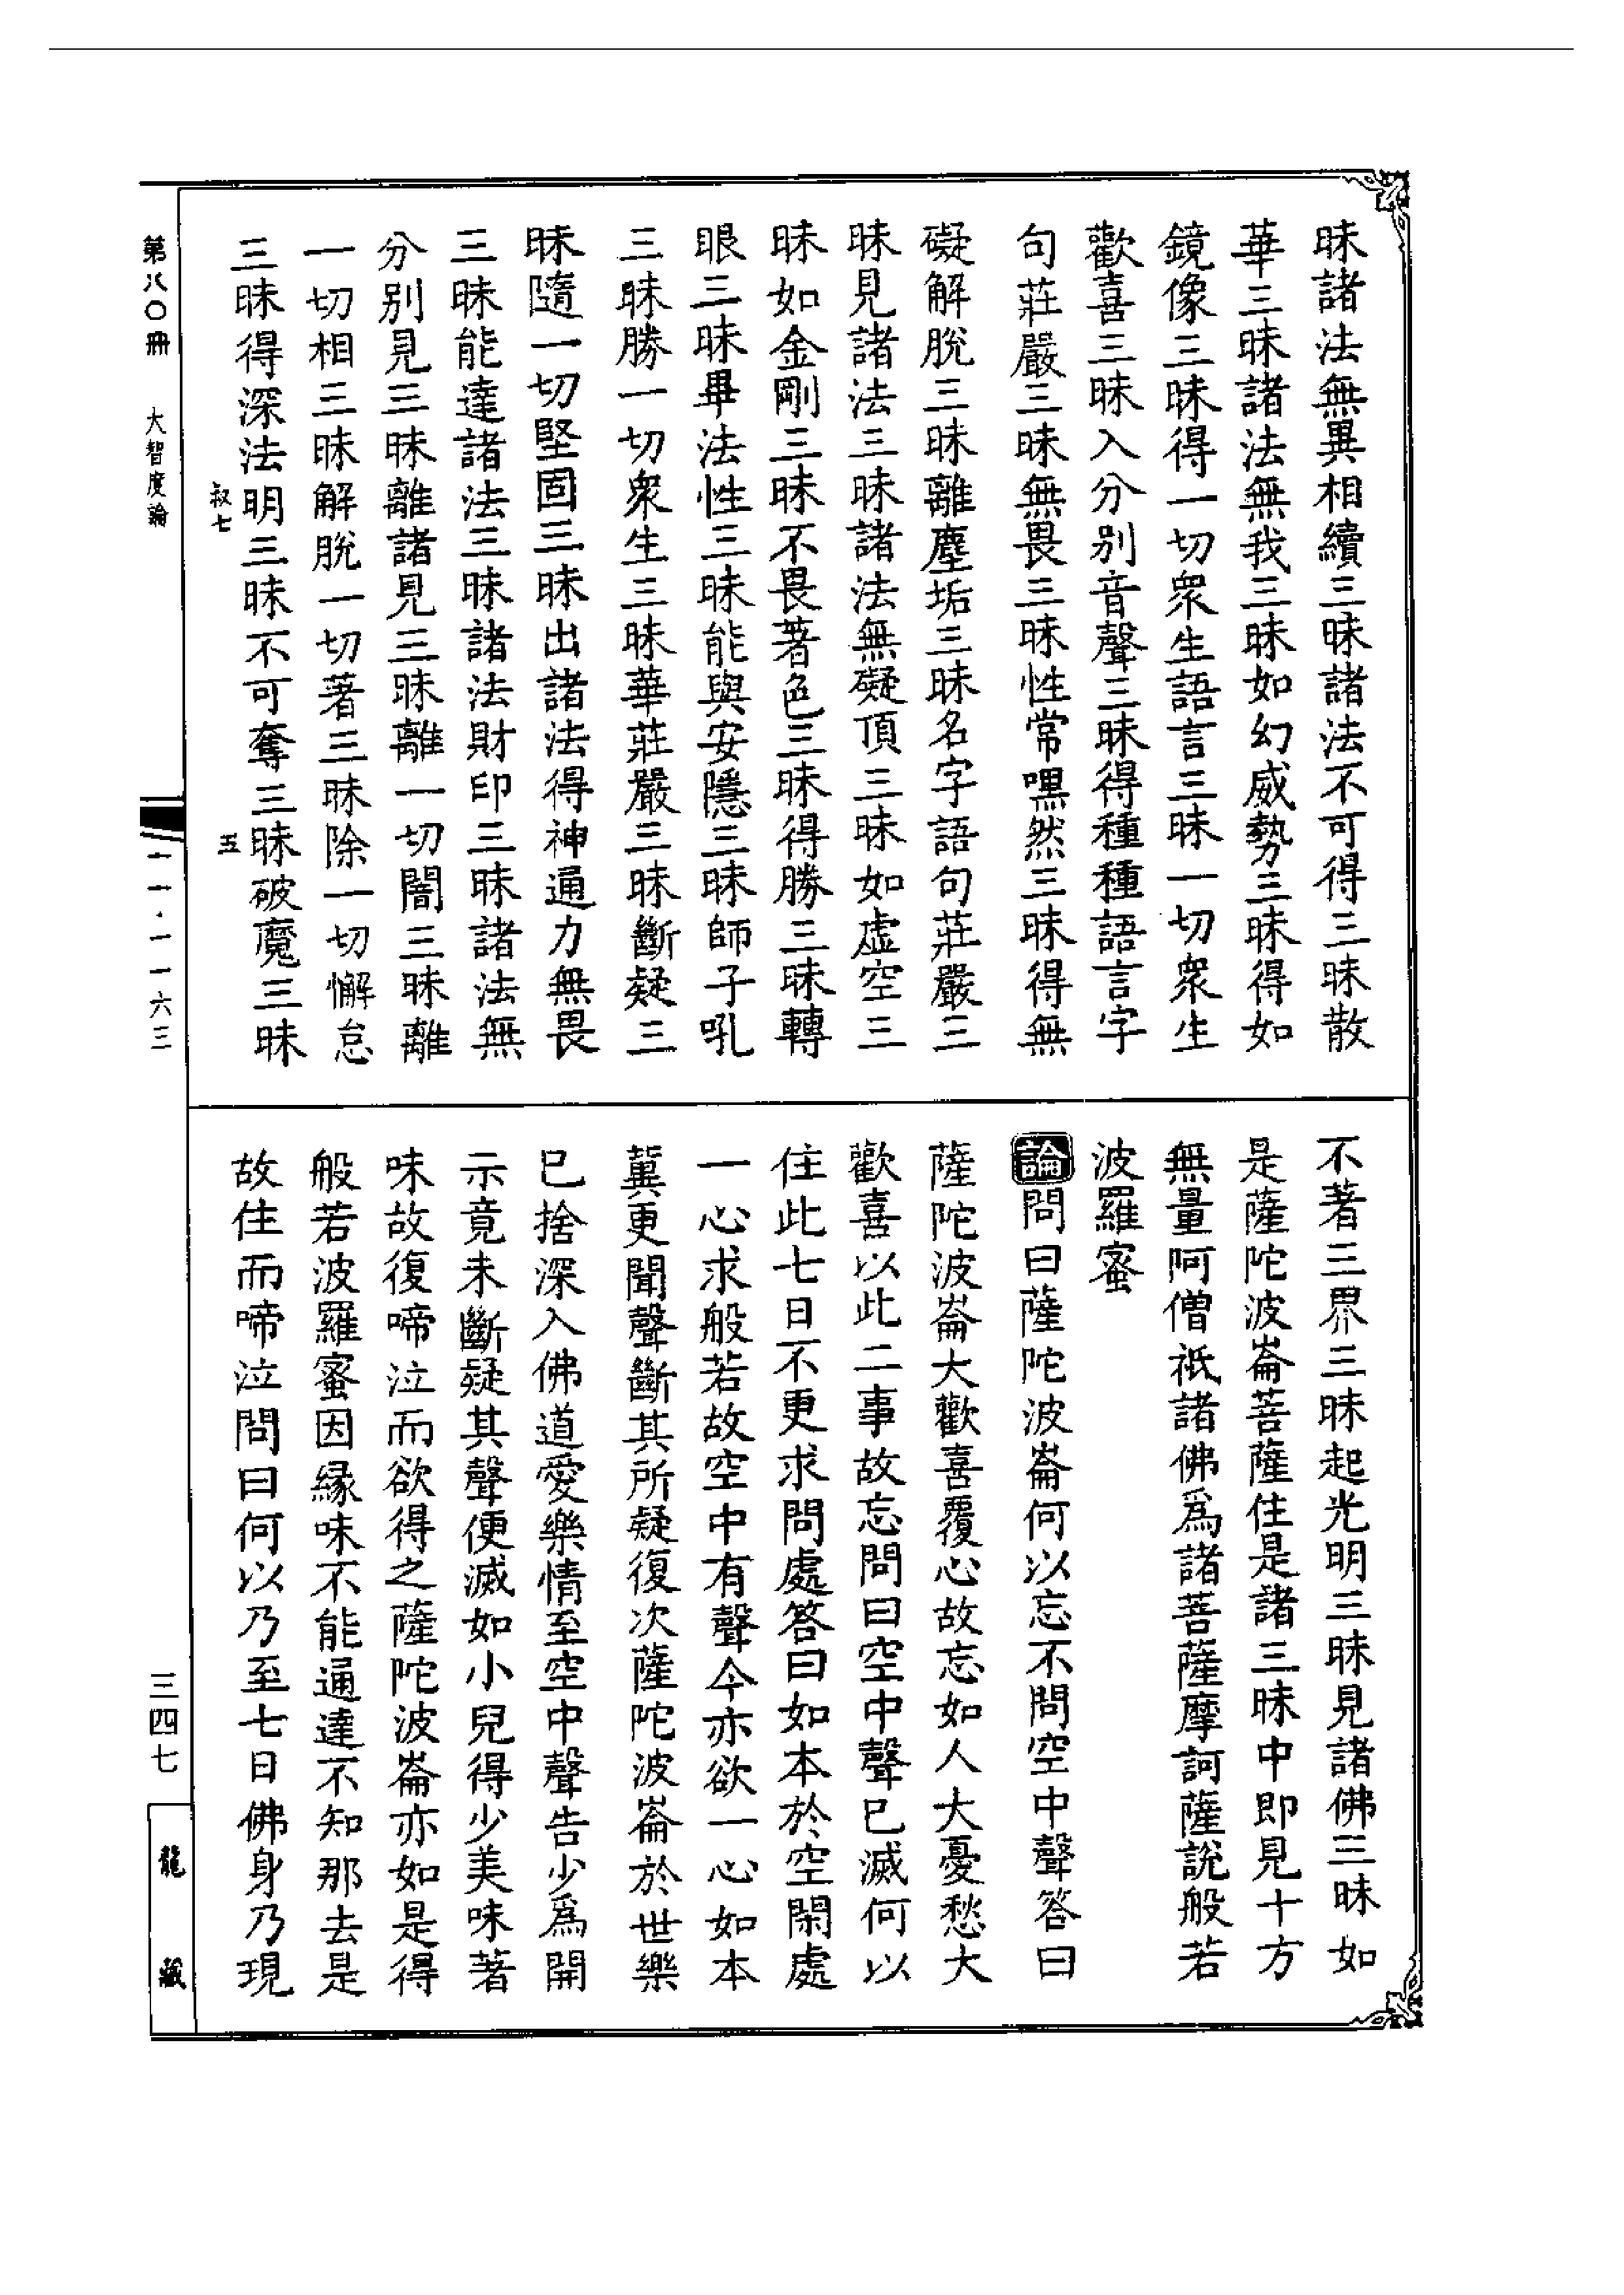 昧諸法無異相續三昧諸法不可得三昧散
華三昧諸法無我三昧如幻威勢三昧得如
鏡像三昧得一切衆生語言三昧一切衆生
歡喜三昧入分别音聲三昧得種種語言字
句莊嚴三昧無畏三昧性常嘿然三昧得無
礙解脫三昧離塵垢三昧名字語句莊嚴三
昧見諸法三昧諸法無礙頂三昧如虚空三
昧如金剛三昧不畏著色三昧得勝三昧轉
眼三昧畢法性三昧能與安隱三昧師子吼
三昧勝一切衆生三昧華莊嚴三昧斷疑三
昧隨一切堅固三昧出諸法得神通力無畏
三昧能達諸法三昧諸法財印三昧諸法無
分别見三昧離諸見三昧離一切闇三昧離
一切相三昧解脫一切著三昧除一切懈怠
三昧得深法明三昧不可奪三昧破魔三昧
不著三界三昧起光明三昧見諸佛三昧如
是薩陀波崙菩薩住是諸三昧中即見十方
無量阿僧祇諸佛爲諸菩薩摩訶薩說般若
波羅蜜
論問曰薩陀波崙何以忘不問空中聲答曰
薩陀波崙大歡喜覆心故忘如人大憂愁大
歡喜以此二事故忘問曰空中聲已滅何以
住此七日不更求問處答曰如本於空閑處
一心求般若故空中有聲今亦欲一心如本
冀更聞聲斷其所疑復次薩陀波崙於世樂
已捨深入佛道愛樂情至空中聲告少爲開
示竟未斷疑其聲便滅如小兒得少美味著
味故復啼泣而欲得之薩陀波崙亦如是得
般若波羅蜜因緣味不能通達不知那去是
故住而啼泣問曰何以乃至七日佛身乃現
叔七
五
第八〇冊 大智度論
一一·一一六三
三四七
龍藏